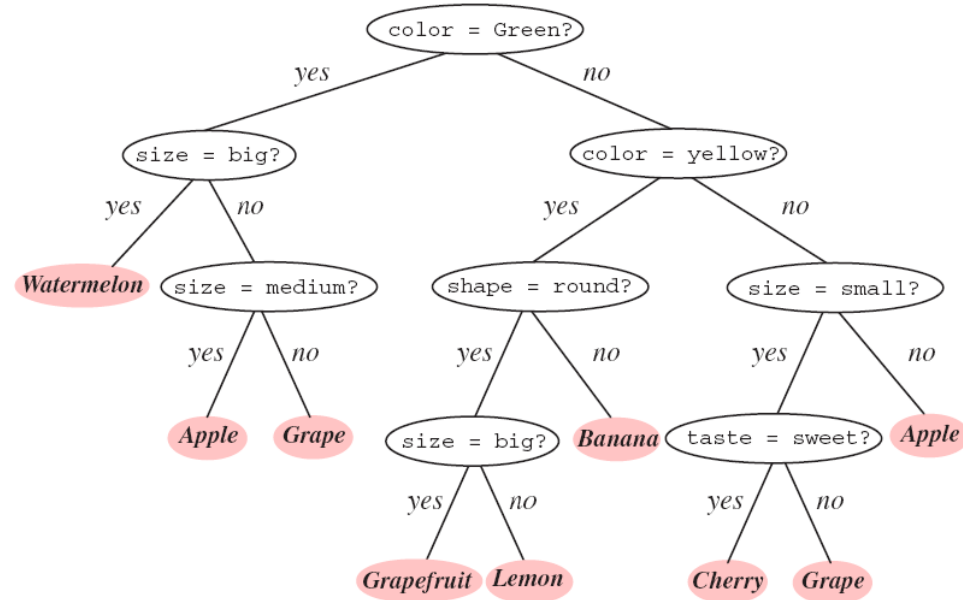 color = Green?
yes
no
size = big?
color = yellow?
yes
no
yes
no
Watermelon
size = medium?
shape = round?
size = small?
yes
no
yes
no
yes
no
Apple
Grape
size = big?
Banana
taste = sweet?
Apple
yes
no
yes
no
Grapefruit
Lemon
Cherry
Grape